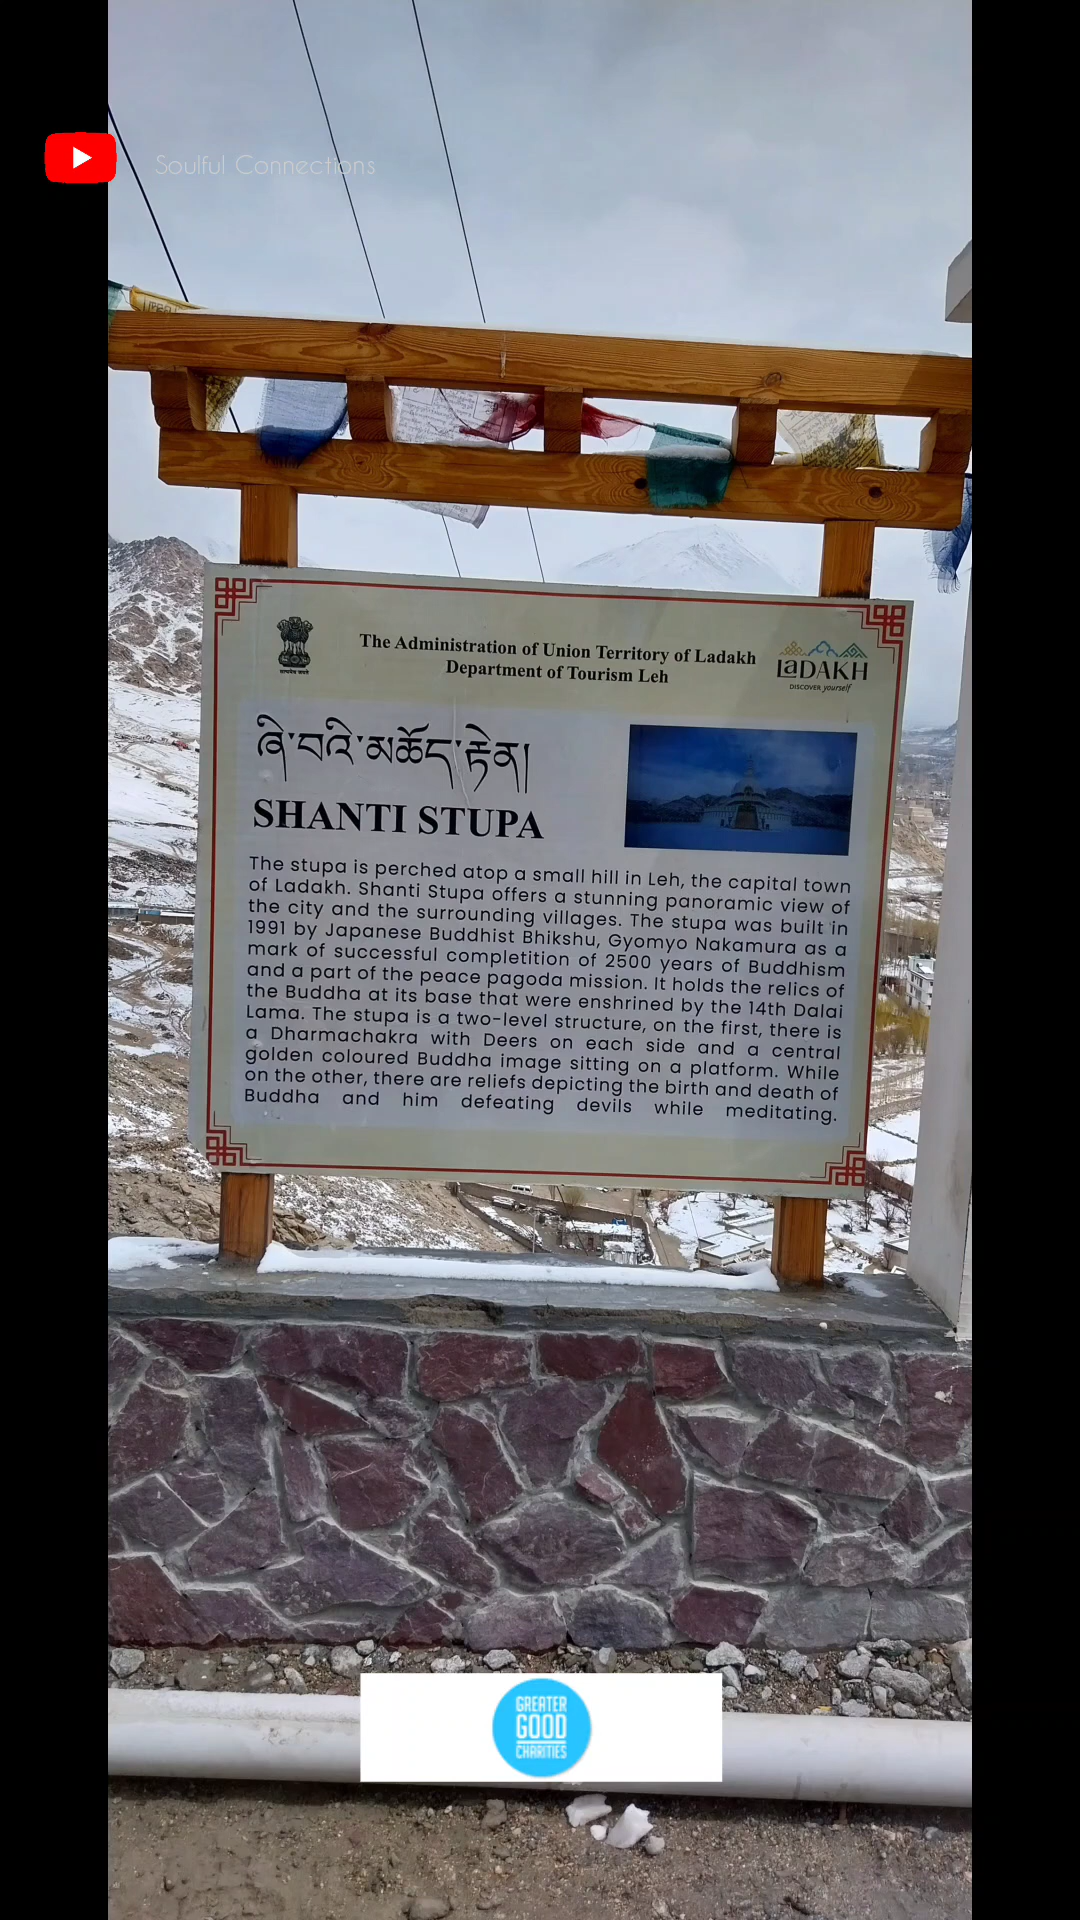 Soulful Connections
The Administration of Union Territory of Ladakh
Department of Tourism Leh
सत्यमेव जयते
LaDAKH
DISCOVER yourself
ཞི་བའི་མཆོད་རྟེན།
SHANTI STUPA
The stupa is perched atop a small hill in Leh, the capital town
of Ladakh. Shanti Stupa offers a stunning panoramic view of
the city and the surrounding villages. The stupa was built in
1991 by Japanese Buddhist Bhikshu, Gyomyo Nakamura as a
mark of successful completition of 2500 years of Buddhism
and a part of the peace pagoda mission. It holds the relics of
the Buddha at its base that were enshrined by the 14th Dalai
Lama. The stupa is a two-level structure, on the first, there is
a Dharmachakra with Deers on each side and a central
golden coloured Buddha image sitting on a platform. While
on the other, there are reliefs depicting the birth and death of
Buddha and him defeating devils while meditating.
GREATER
GOOD
CHARITIES